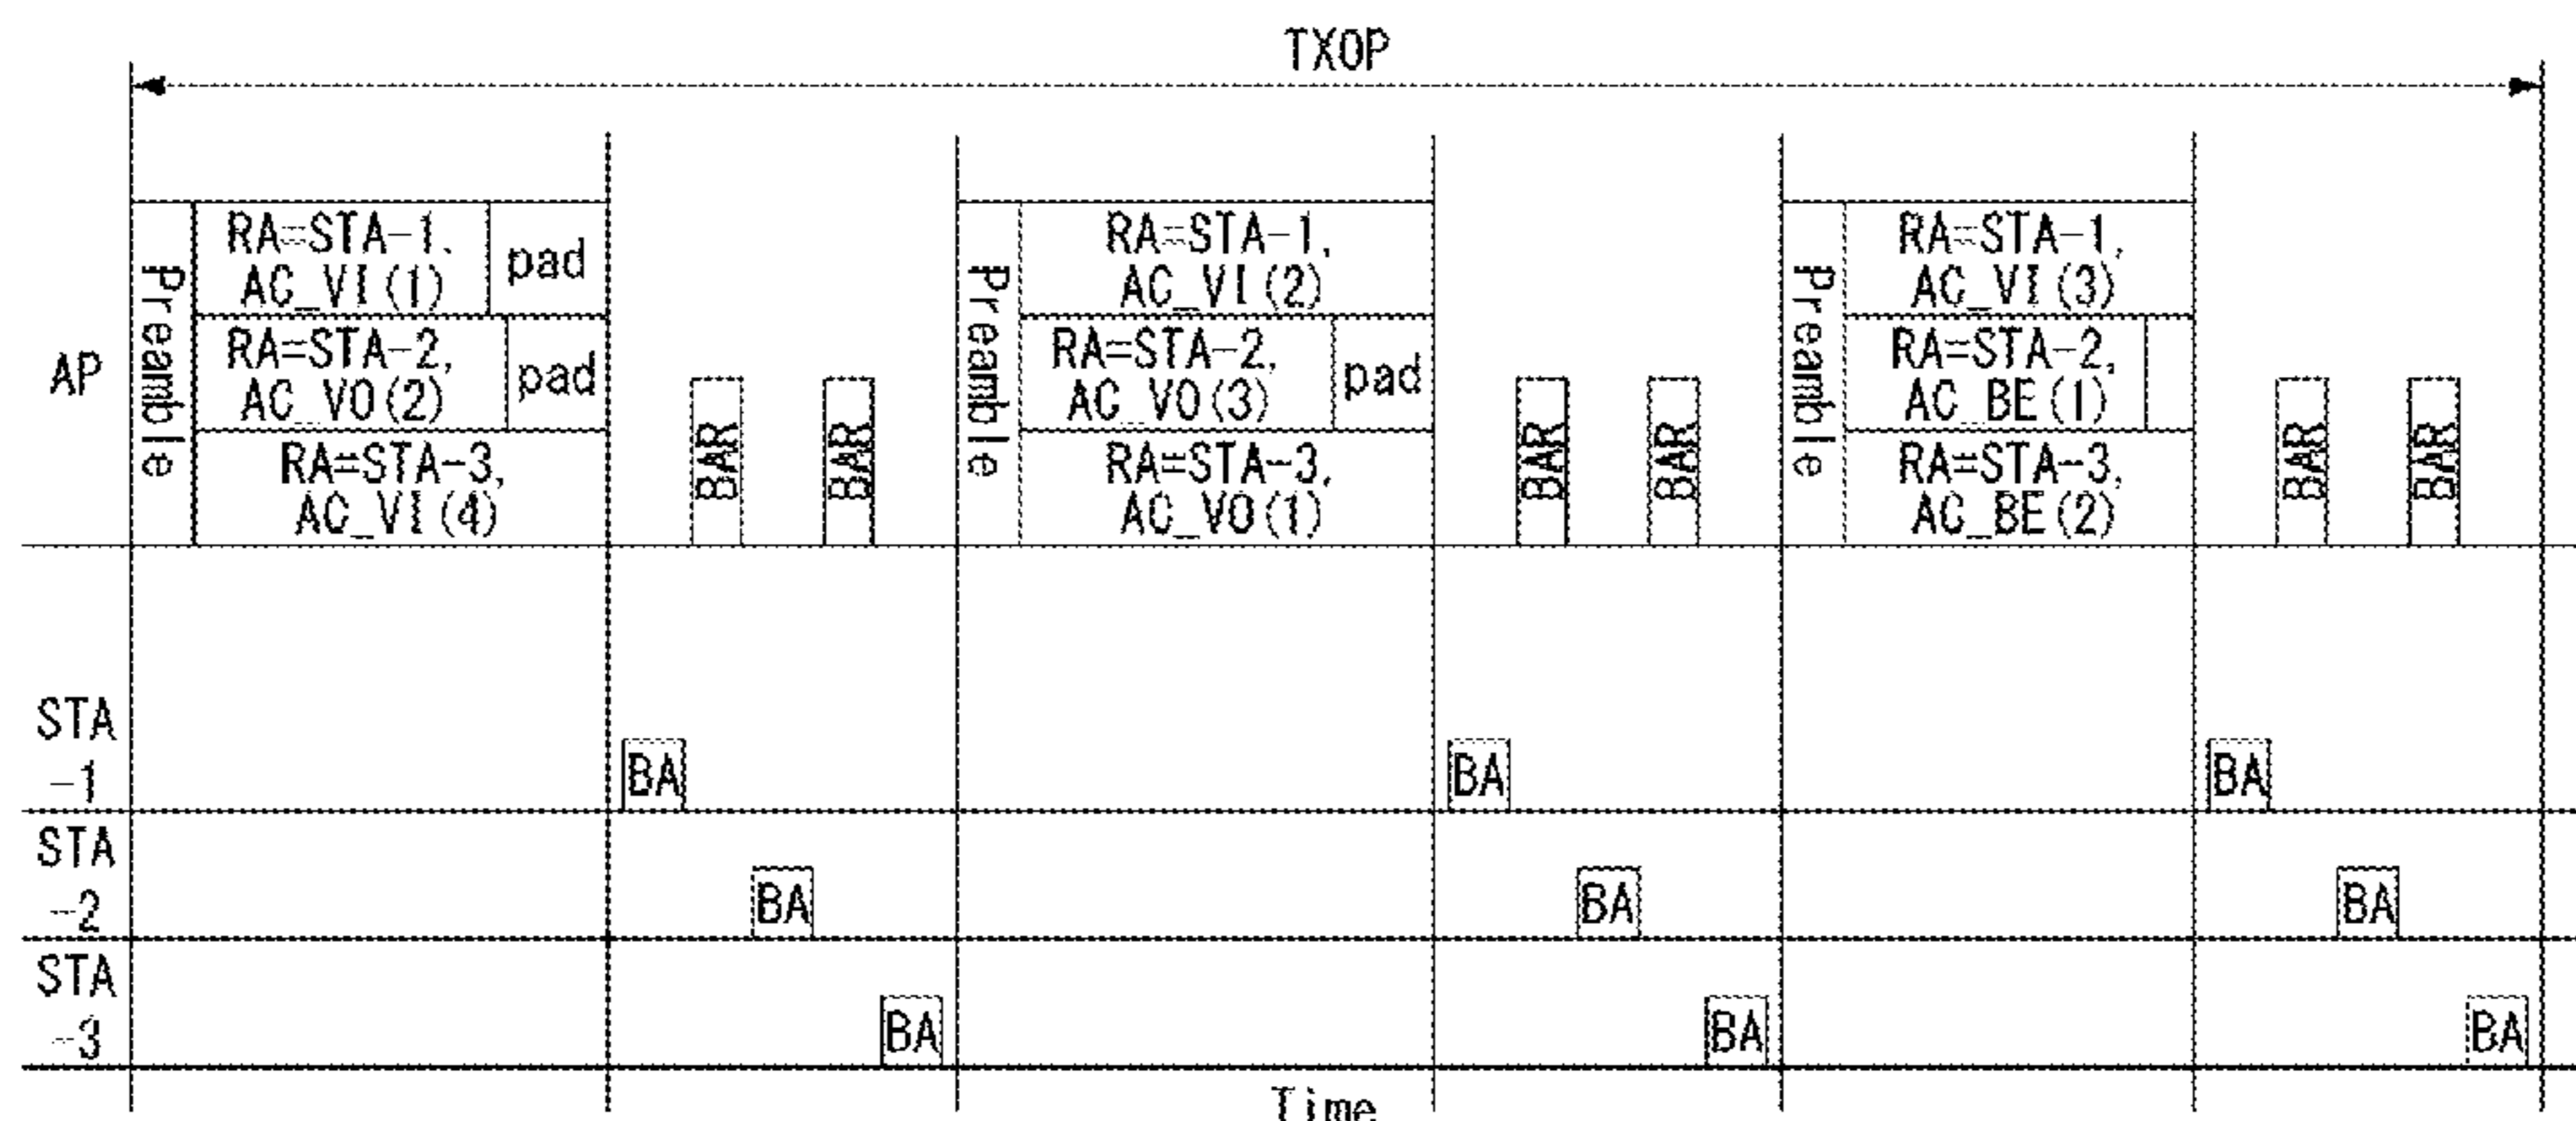 TXOP
AP
Preamble
RA=STA-1,
AC_VI(1)
pad
RA=STA-2,
AC_VO(2)
pad
RA=STA-3,
AC_VI(4)
BAR
BAR
Preamble
RA=STA-1,
AC_VI(2)
RA=STA-2,
AC_VO(3)
pad
RA=STA-3,
AC_VO(1)
BAR
BAR
Preamble
RA=STA-1,
AC_VI(3)
RA=STA-2,
AC_BE(1)
RA=STA-3,
AC_BE(2)
BAR
BAR
STA
-1
BA
BA
BA
STA
-2
BA
BA
BA
STA
-3
BA
BA
BA
Time